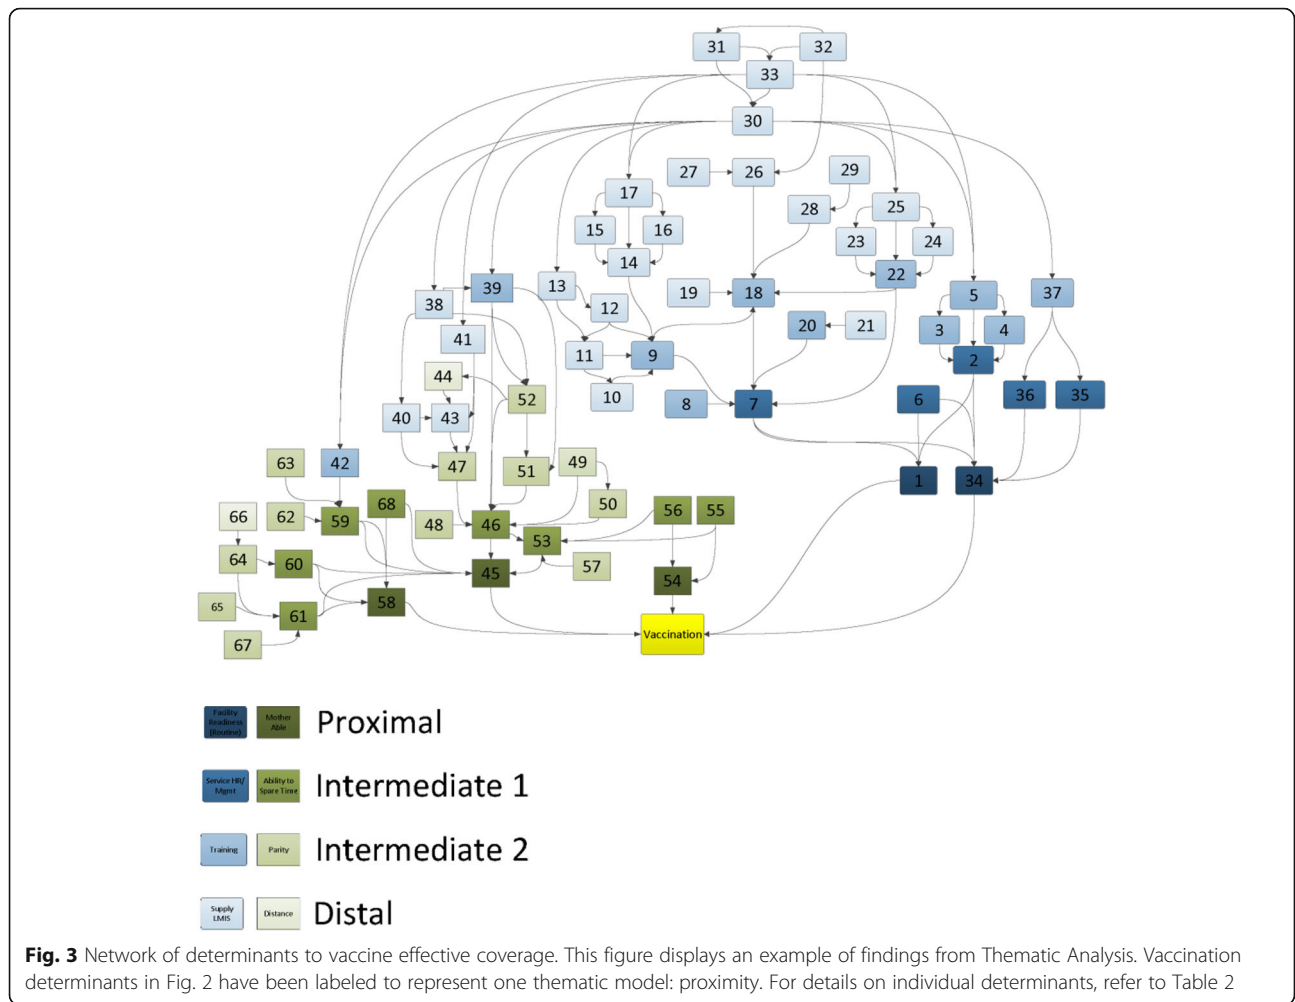 31 32
33
30
27 26 29
17 28 25
15 16 23 24
14 22
39 13 19 18 5 37
38 12 20 21 3 4
41 11 9 2
44 52 10 8 7 6 36 35
40 43
63 42 47 51 49 1 34
66 62 59 68 48 46 50 56 55
53
64 60 45 57 54
65 61 58
67 Vaccination
Facility
Readiness
(Routine)
Mother
Able
Proximal
Service HR/
Mgmt
Ability to
Spare Time
Intermediate 1
Training
Parity
Intermediate 2
Supply
LMIS
Distance
Distal
Fig. 3 Network of determinants to vaccine effective coverage. This figure displays an example of findings from Thematic Analysis. Vaccination
determinants in Fig. 2 have been labeled to represent one thematic model: proximity. For details on individual determinants, refer to Table 2